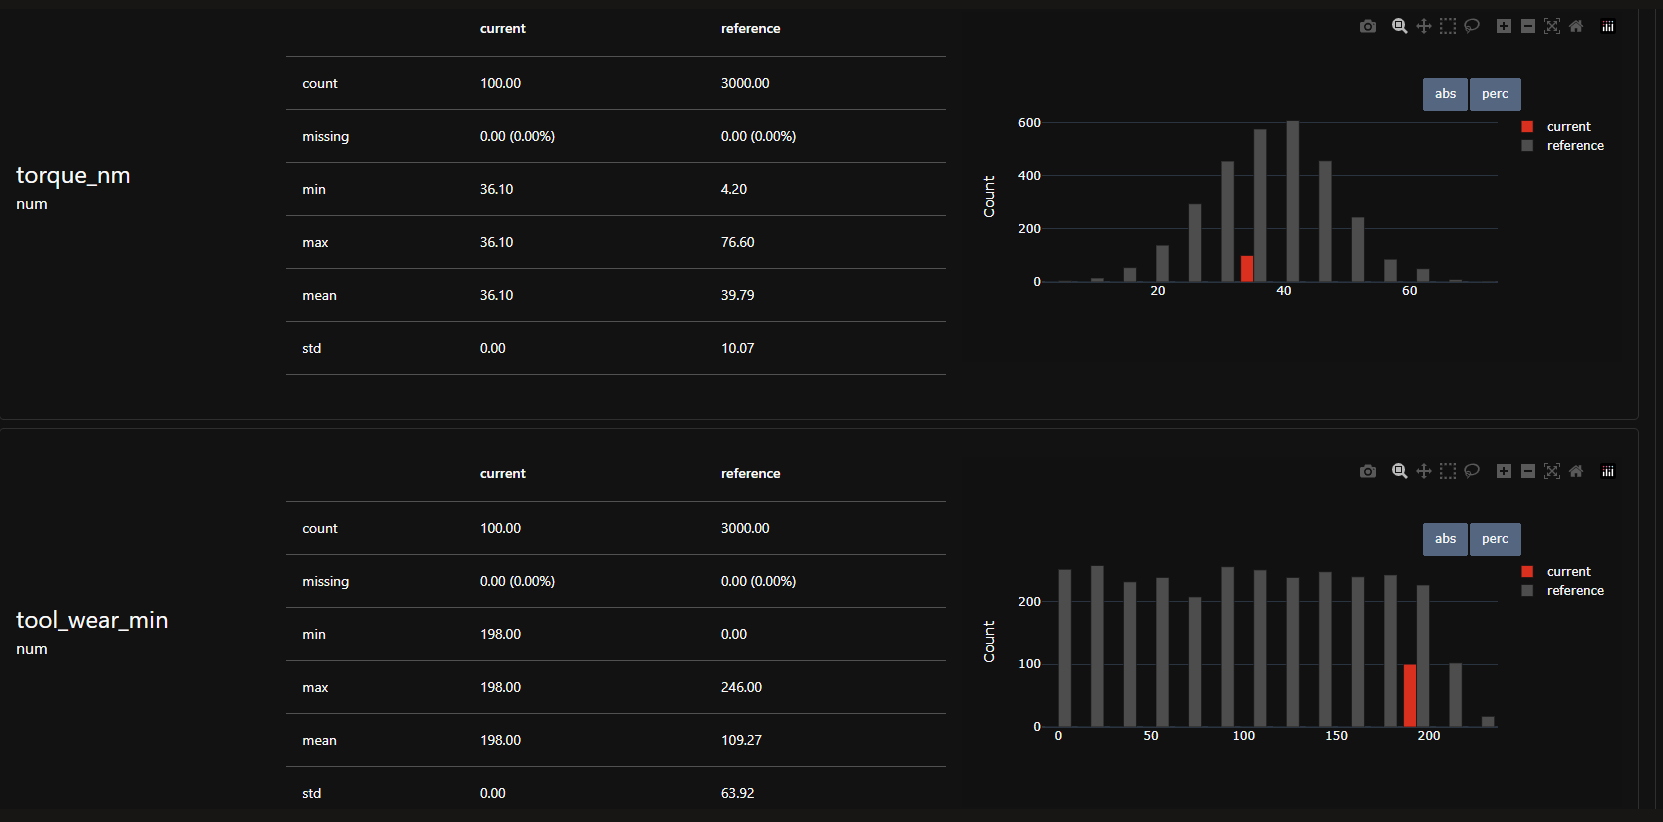 current reference
count 100.00 3000.00
missing 0.00 (0.00%) 0.00 (0.00%)
torque_nm
num
min 36.10 4.20
max 36.10 76.60
mean 36.10 39.79
std 0.00 10.07
abs perc
current
reference
Count
600
400
200
0
20 40 60
current reference
count 100.00 3000.00
missing 0.00 (0.00%) 0.00 (0.00%)
tool_wear_min
num
min 198.00 0.00
max 198.00 246.00
mean 198.00 109.27
std 0.00 63.92
abs perc
current
reference
Count
200
100
0
0 50 100 150 200